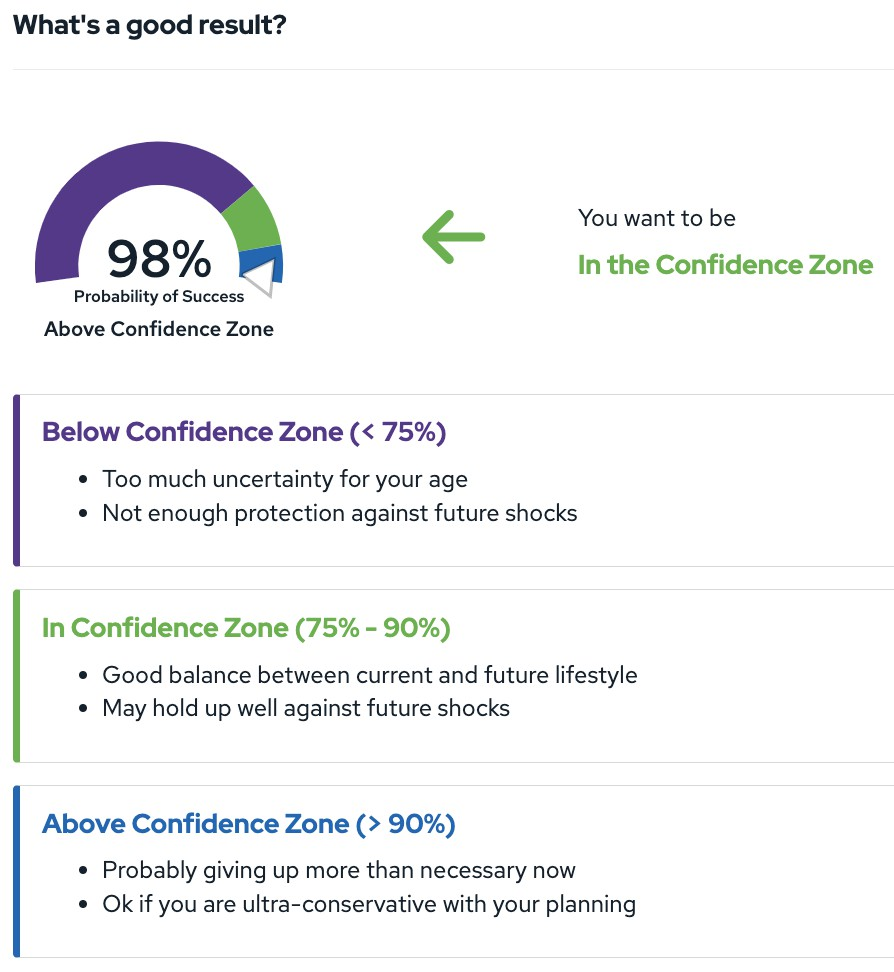 What's a good result?
98%
Probability of Success
Above Confidence Zone
You want to be
In the Confidence Zone
Below Confidence Zone (< 75%)
• Too much uncertainty for your age
• Not enough protection against future shocks
In Confidence Zone (75% - 90%)
• Good balance between current and future lifestyle
• May hold up well against future shocks
Above Confidence Zone (> 90%)
• Probably giving up more than necessary now
• Ok if you are ultra-conservative with your planning